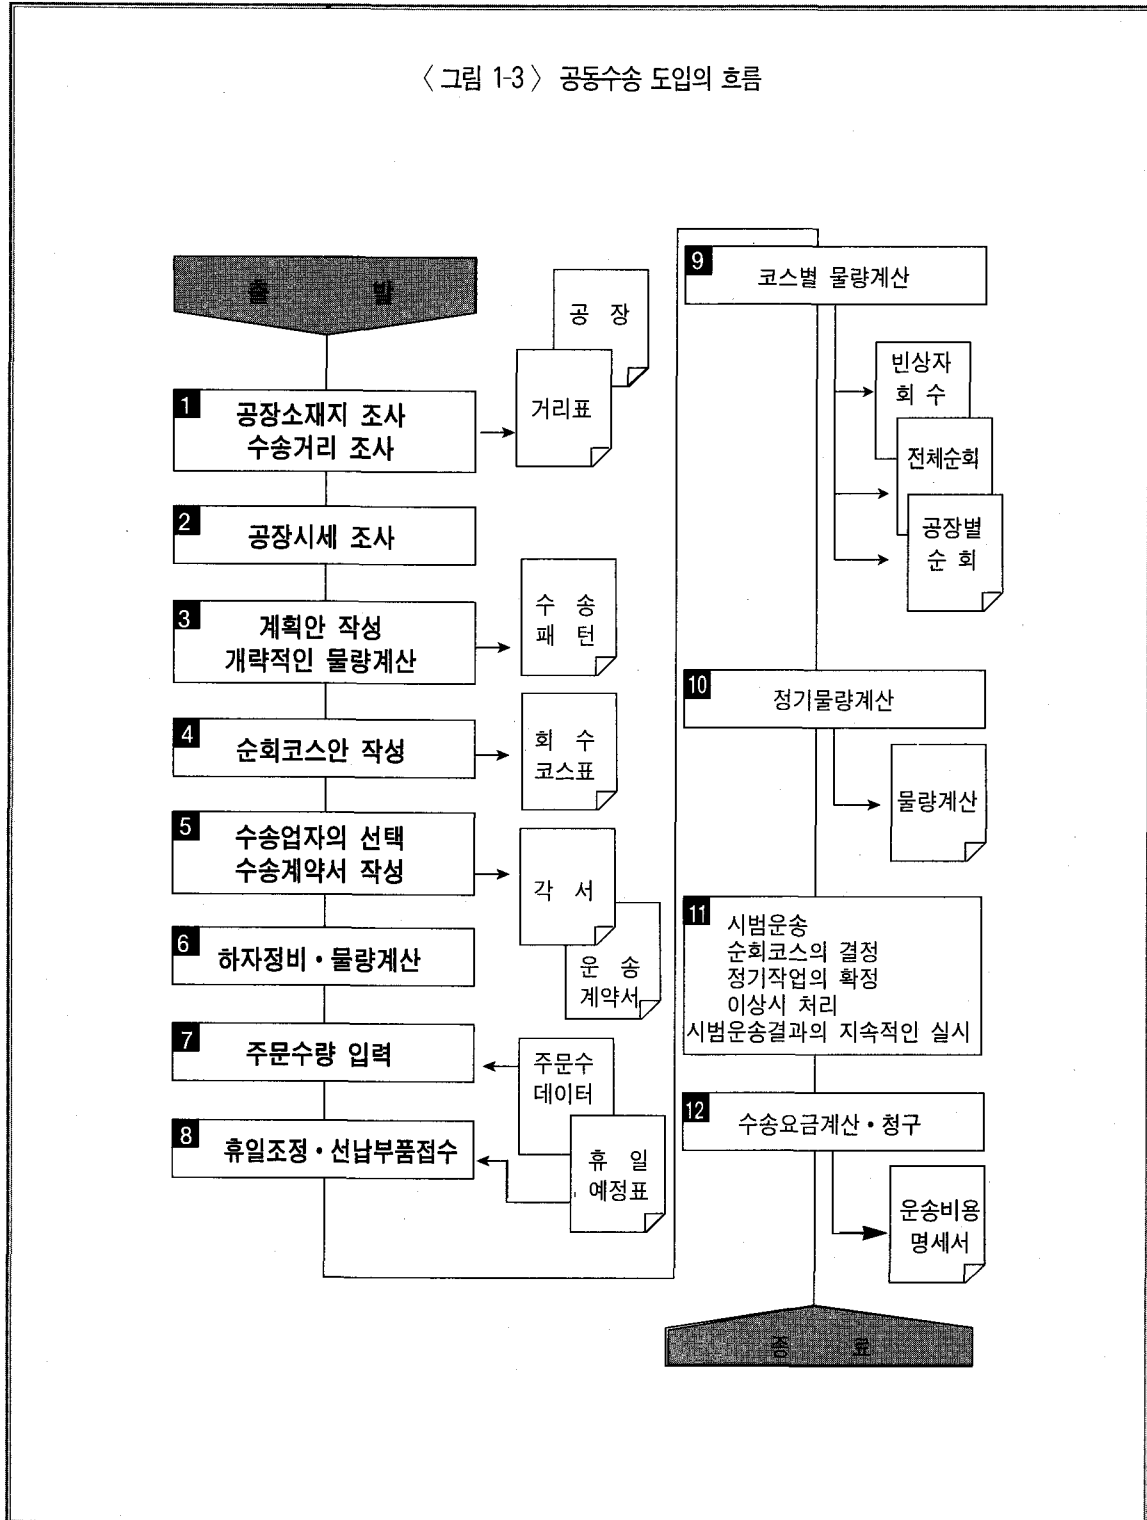 〈 그림 1-3 〉 공동수송 도입의 흐름
출 발
1
공장소재지 조사
수송거리 조사
공 장
거리표
2
공장시세 조사
3
계획안 작성
개략적인 물량계산
수 송
패 턴
4
순회코스안 작성
회 수
코스표
5
수송업자의 선택
수송계약서 작성
각 서
운 송
계약서
6
하자정비 • 물량계산
7
주문수량 입력
주문수
데이터
8
휴일조정 • 선납부품접수
휴 일
예정표
9
코스별 물량계산
빈상자
회 수
전체순회
공장별
순 회
10
정기물량계산
물량계산
11
시범운송
순회코스의 결정
정기작업의 확정
이상시 처리
시범운송결과의 지속적인 실시
12
수송요금계산 • 청구
운송비용
명세서
종 료